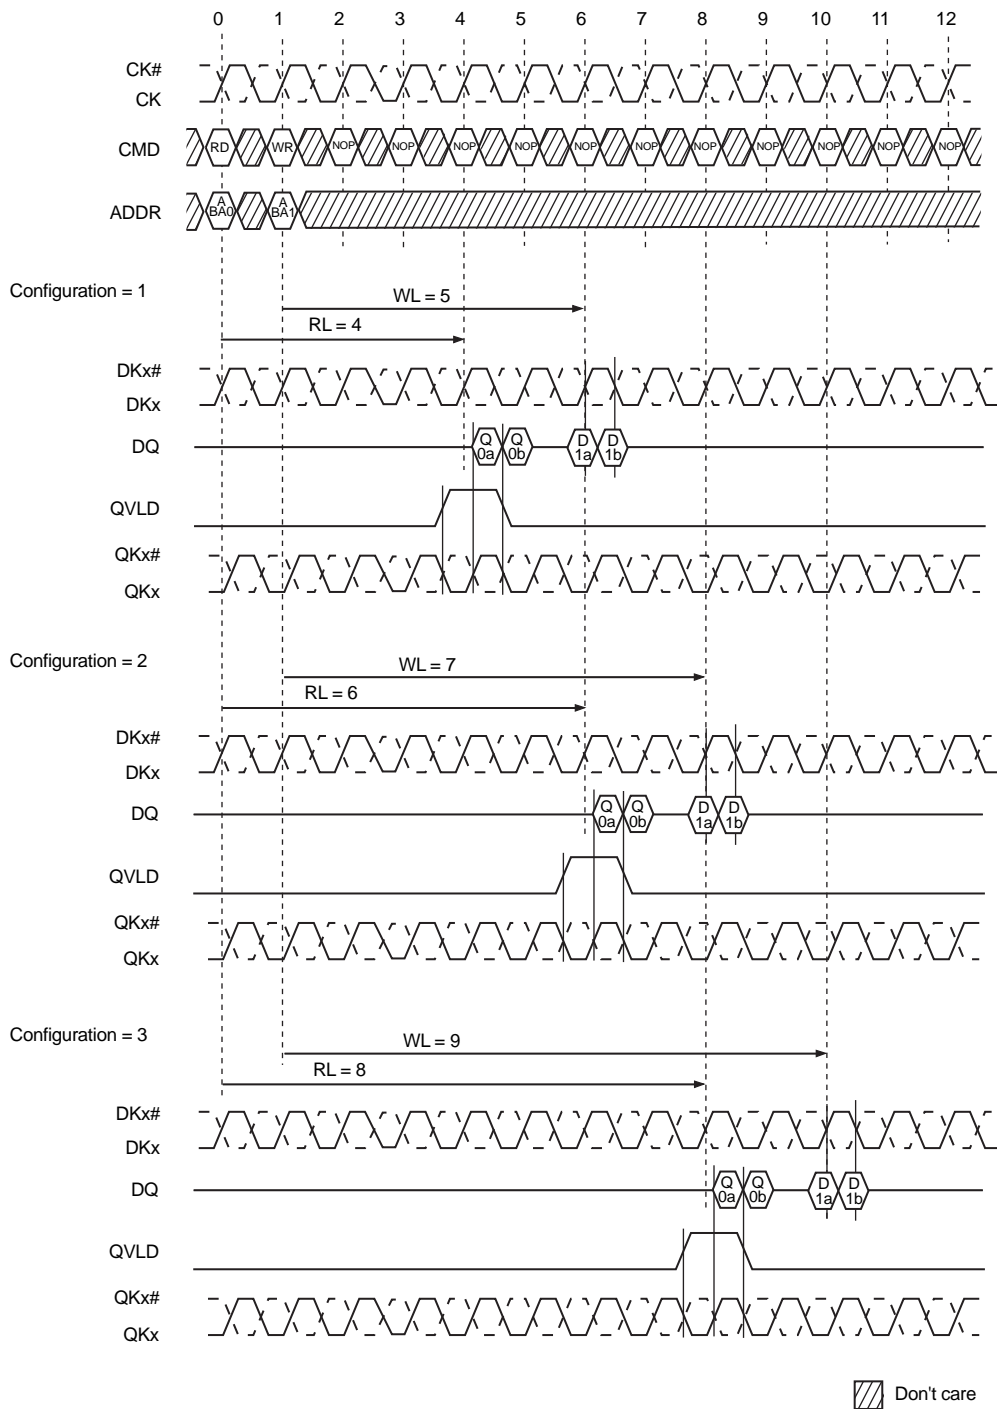 0 1 2 3 4 5 6 7 8 9 10 11 12
CK#
CK
CMD RD WR NOP NOP NOP NOP NOP NOP NOP NOP NOP NOP NOP
ADDR A BA0 A BA1
Configuration = 1
WL = 5
RL = 4
DKx#
DKx
DQ Q 0a Q 0b D 1a D 1b
QVLD
QKx#
QKx
Configuration = 2
WL = 7
RL = 6
DKx#
DKx
DQ Q 0a Q 0b D 1a D 1b
QVLD
QKx#
QKx
Configuration = 3
WL = 9
RL = 8
DKx#
DKx
DQ Q 0a Q 0b D 1a D 1b
QVLD
QKx#
QKx
Don't care